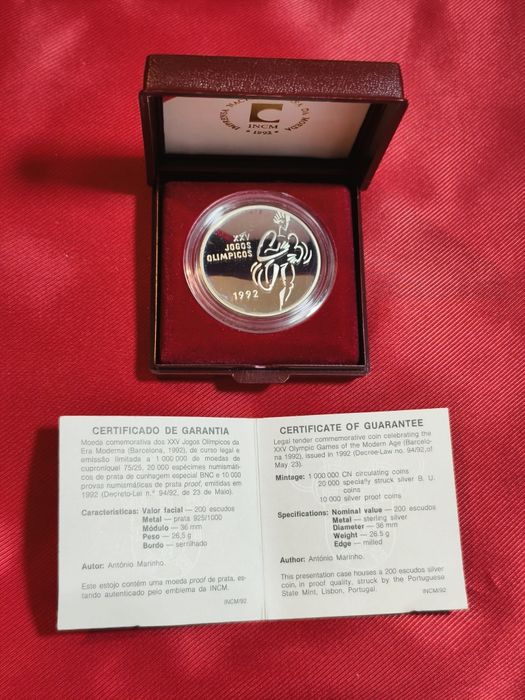 IMPRENSA NAC
DA MOEDA
INCM
• 1992 •
XXV
JOGOS
OLIMPICOS
1992
CERTIFICADO DE GARANTIA
Moeda comemorativa dos XXV Jogos Olímpicos da
Era Moderna (Barcelona, 1992), de curso legal e
emissão limitada a 1 000 000 de moedas de
cuproníquel 75/25, 20 000 espécimes numismáti-
cos de prata de cunhagem especial BNC e 10 000
provas numismáticas de prata proof, emitidas em
1992 (Decreto-Lei n.º 94/92, de 23 de Maio).
Características: Valor facial — 200 escudos
Metal — prata 925/1000
Módulo — 36 mm
Peso — 26,5 g
Bordo — serrilhado
Autor: António Marinho.
Este estojo contém uma moeda proof de prata, es-
tando autenticado pelo emblema da INCM.
INCM/92
CERTIFICATE OF GUARANTEE
Legal tender commemorative coin celebrating the
XXV Olympic Games of the Modern Age (Barcelo-
na 1992), issued in 1992 (Decree-Law no. 94/92,of
May 23).
Mintage: 1 000 000 CN circulating coins
20 000 specially struck silver B. U.
coins
10 000 silver proof coins
Specifications: Nominal value — 200 escudos
Metal — sterling silver
Diameter — 36 mm
Weight — 26.5 g
Edge — milled
Author: António Marinho.
This presentation case houses a 200 escudos silver
coin, in proof quality, struck by the Portuguese
State Mint, Lisbon, Portugal.
INCM/92